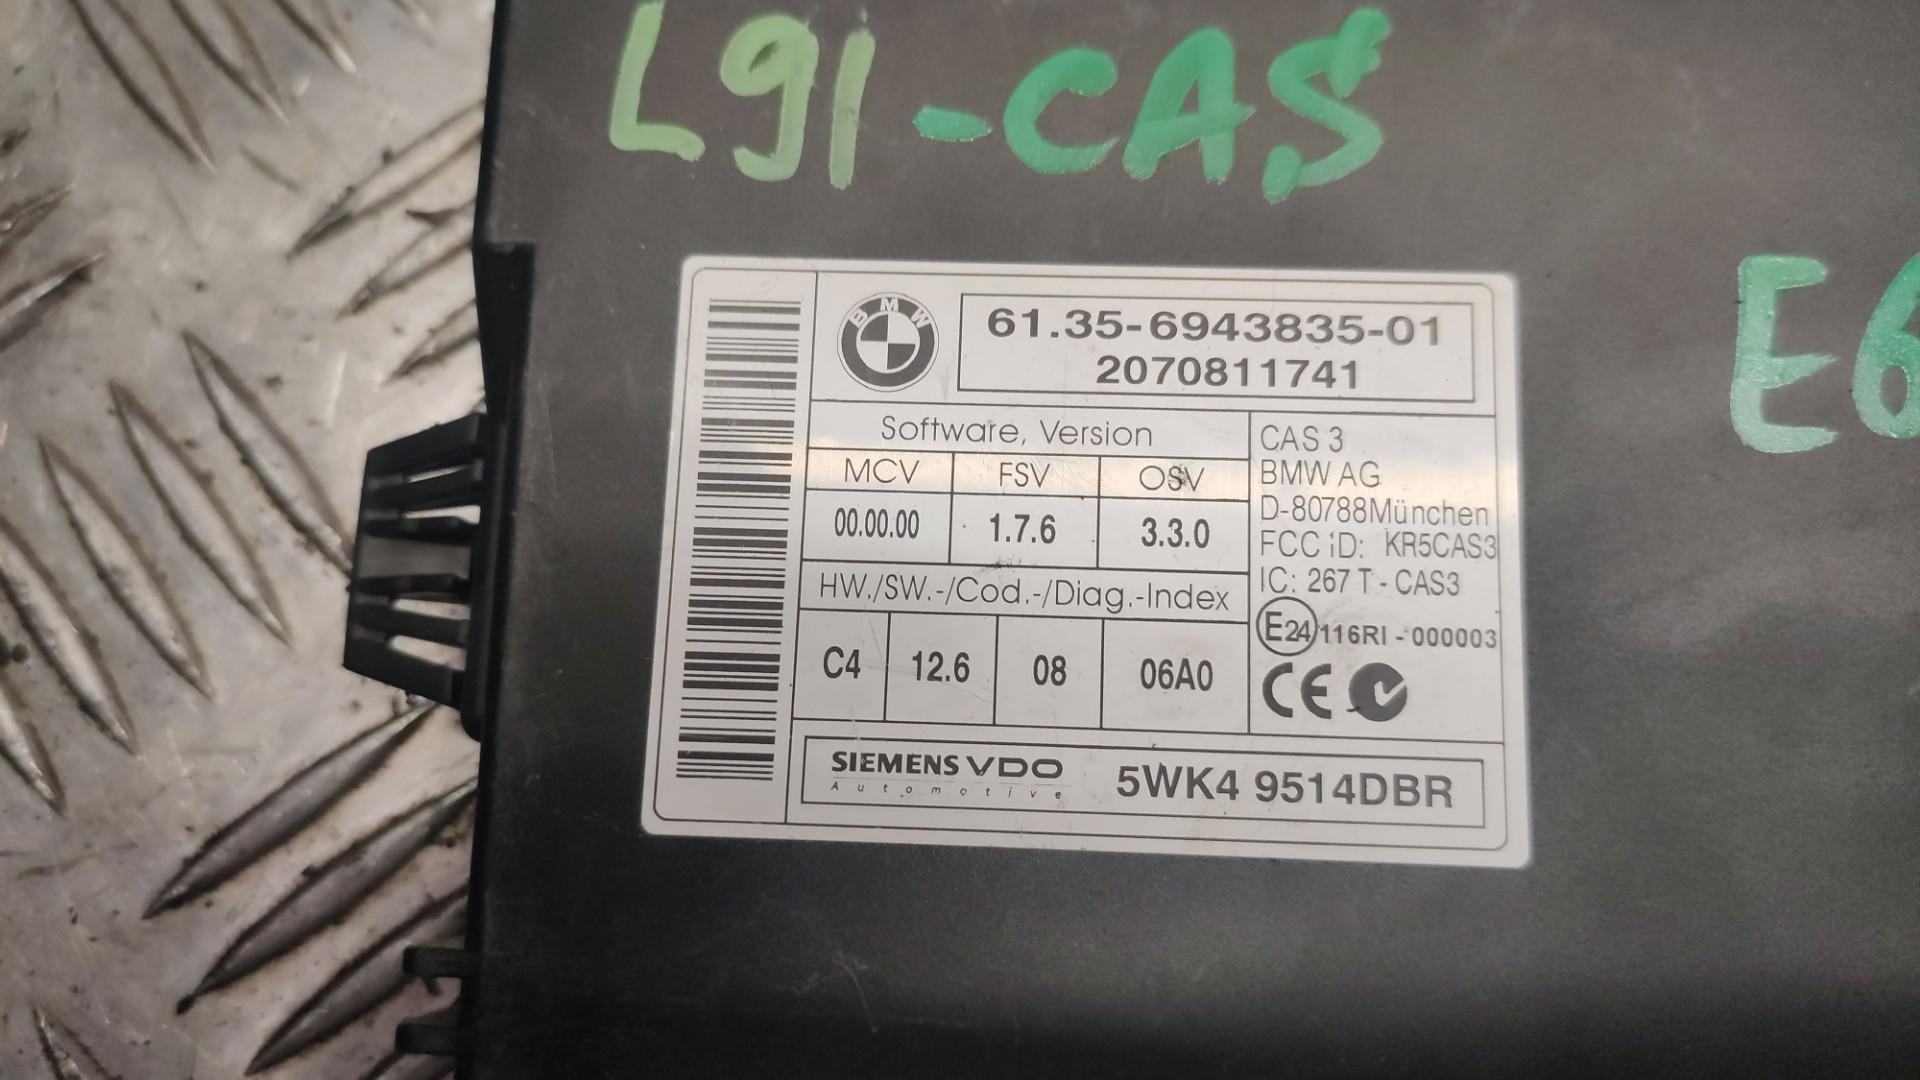 L91-CAS
E6
BMW
61.35-6943835-01
2070811741
Software, Version
MCV FSV OSV
00.00.00 1.7.6 3.3.0
HW./SW.-/Cod.-/Diag.-Index
C4 12.6 08 06A0
CAS 3
BMW AG
D-80788München
FCC iD: KR5CAS3
IC: 267 T - CAS3
E24 116RI - 000003
CE
SIEMENS VDO
Automotive
5WK4 9514DBR